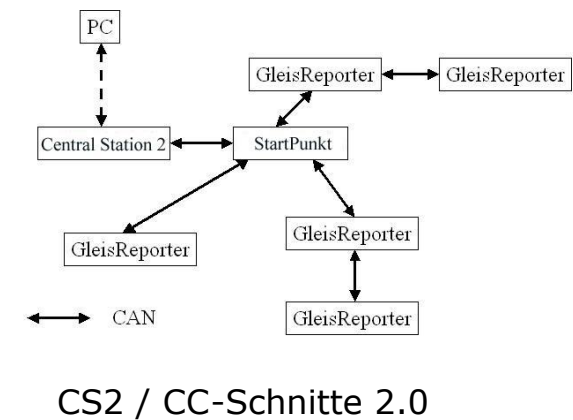 PC
GleisReporter
GleisReporter
Central Station 2
StartPunkt
GleisReporter
GleisReporter
GleisReporter
CAN
CS2 / CC-Schnitte 2.0